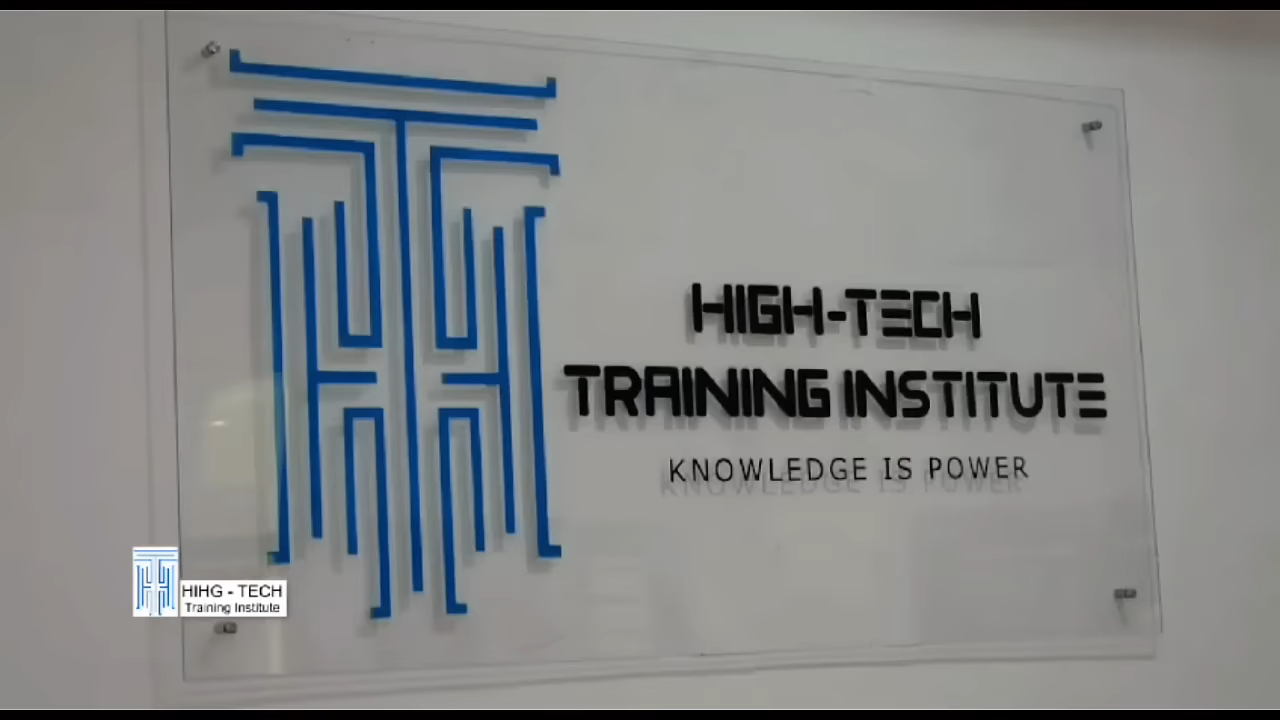 HIGH-TECH
TRAINING INSTITUTE
KNOWLEDGE IS POWER
HIHG - TECH
Training Institute